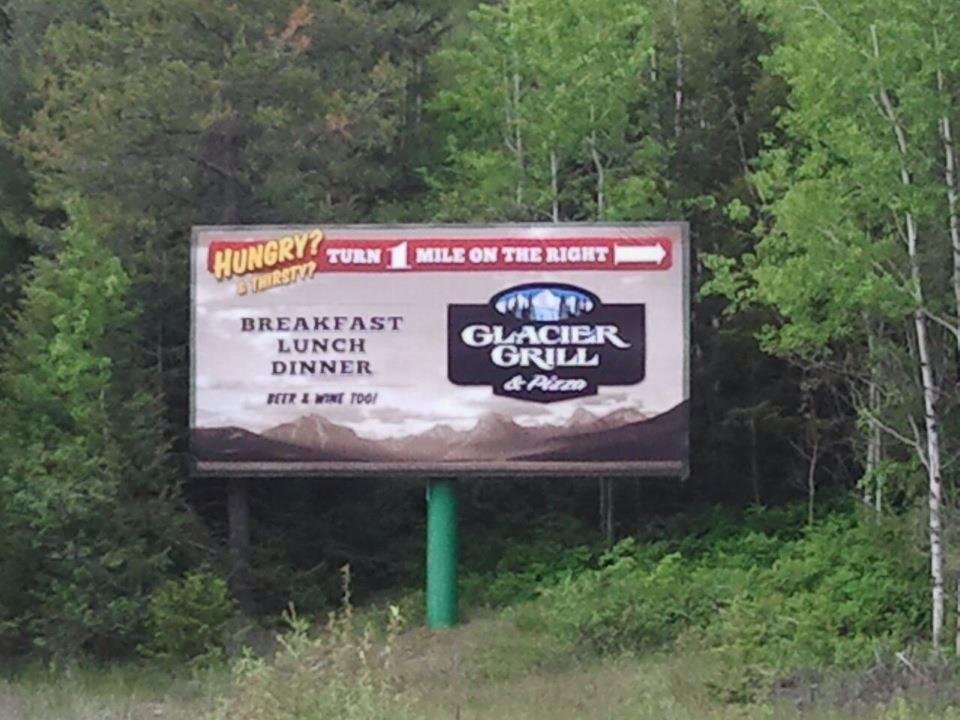 HUNGRY?
& THIRSTY?
TURN 1 MILE ON THE RIGHT
BREAKFAST
LUNCH
DINNER
BEER & WINE TOO!
GLACIER
GRILL
& Pizza